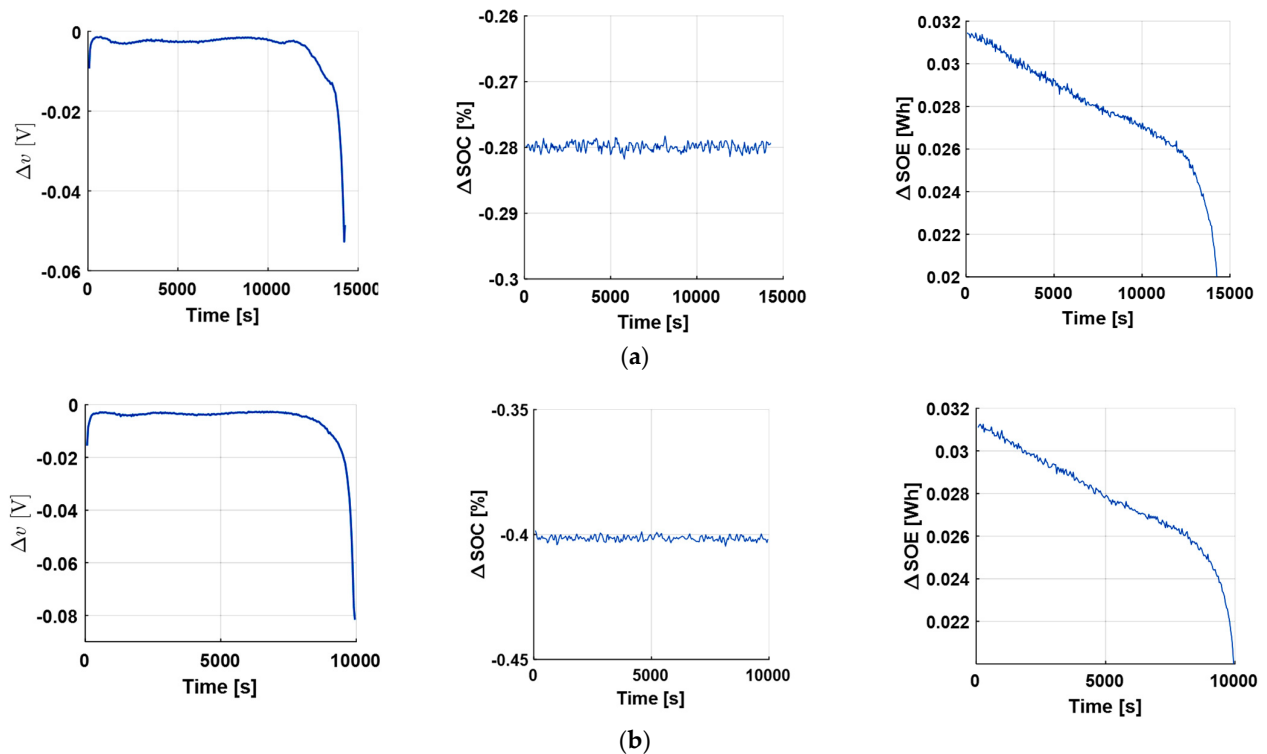 0
-0.02
-0.04
-0.06
Δv [V]
0 5000 10000 15000
Time [s]
-0.26
-0.27
-0.28
-0.29
-0.3
ΔSOC [%]
0 5000 10000 15000
Time [s]
0.032
0.03
0.028
0.026
0.024
0.022
0.02
ΔSOE [Wh]
0 5000 10000 15000
Time [s]
(a)
0
-0.02
-0.04
-0.06
-0.08
Δv [V]
0 5000 10000
Time [s]
-0.35
-0.4
-0.45
ΔSOC [%]
0 5000 10000
Time [s]
0.032
0.03
0.028
0.026
0.024
0.022
ΔSOE [Wh]
0 5000 10000
Time [s]
(b)